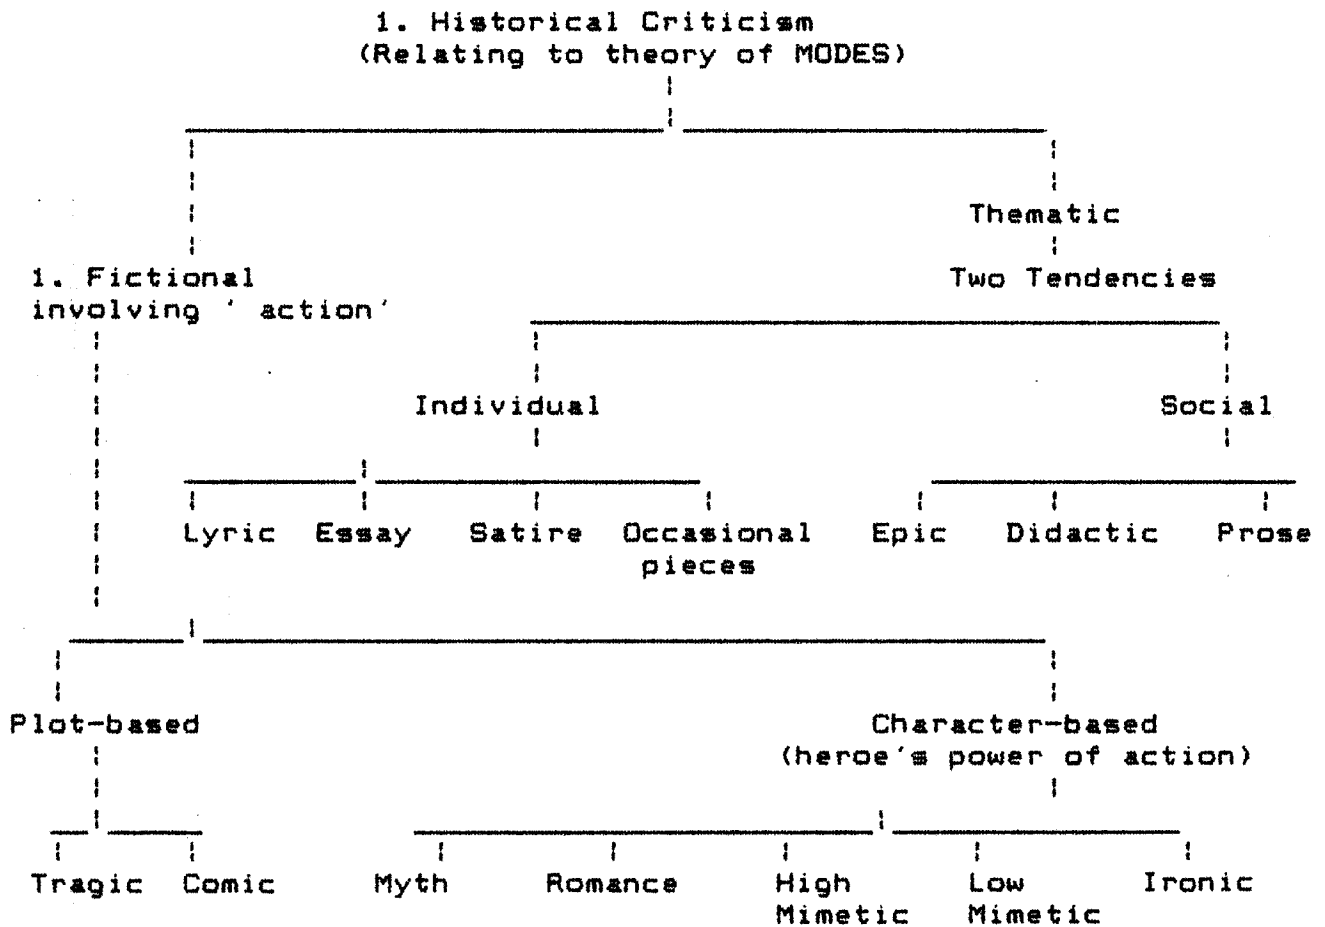 1. Historical Criticism
(Relating to theory of MODES)
Thematic
1. Fictional
involving ' action'
Two Tendencies
Individual
Social
Lyric Essay Satire Occasional pieces Epic Didactic Prose
Plot-based
Character-based
(heroe's power of action)
Tragic Comic Myth Romance High Mimetic Low Mimetic Ironic